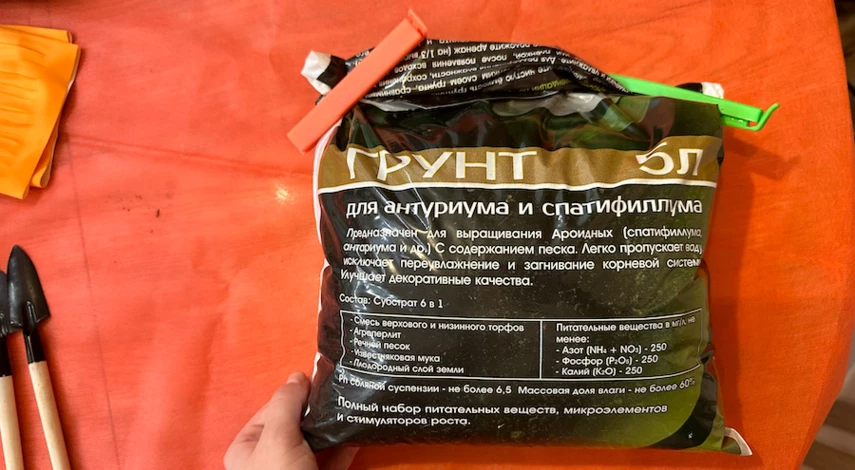 ГРУНТ 5л
для антуриума и спатифиллума
Предназначен для выращивания Ароидных (спатифиллума,
антариума и др.) С содержанием песка. Легко пропускает воду,
исключает переувлажнение и загнивание корневой системы
Улучшает декоративные качества.
Состав: Субстрат 6 в 1
- Смесь верхового и низинного торфов
- Агроперлит
- Речной песок
- Известняковая мука
- Плодородный слой земли
Питательные вещества в мг/л, не
менее:
- Азот (NH₄ + NO₃) - 250
- Фосфор (P₂O₅) - 250
- Калий (K₂O) - 250
Ph соляной суспензии - не более 6,5 Массовая доля влаги - не более 60%
Полный набор питательных веществ, микроэлементов
и стимуляторов роста.